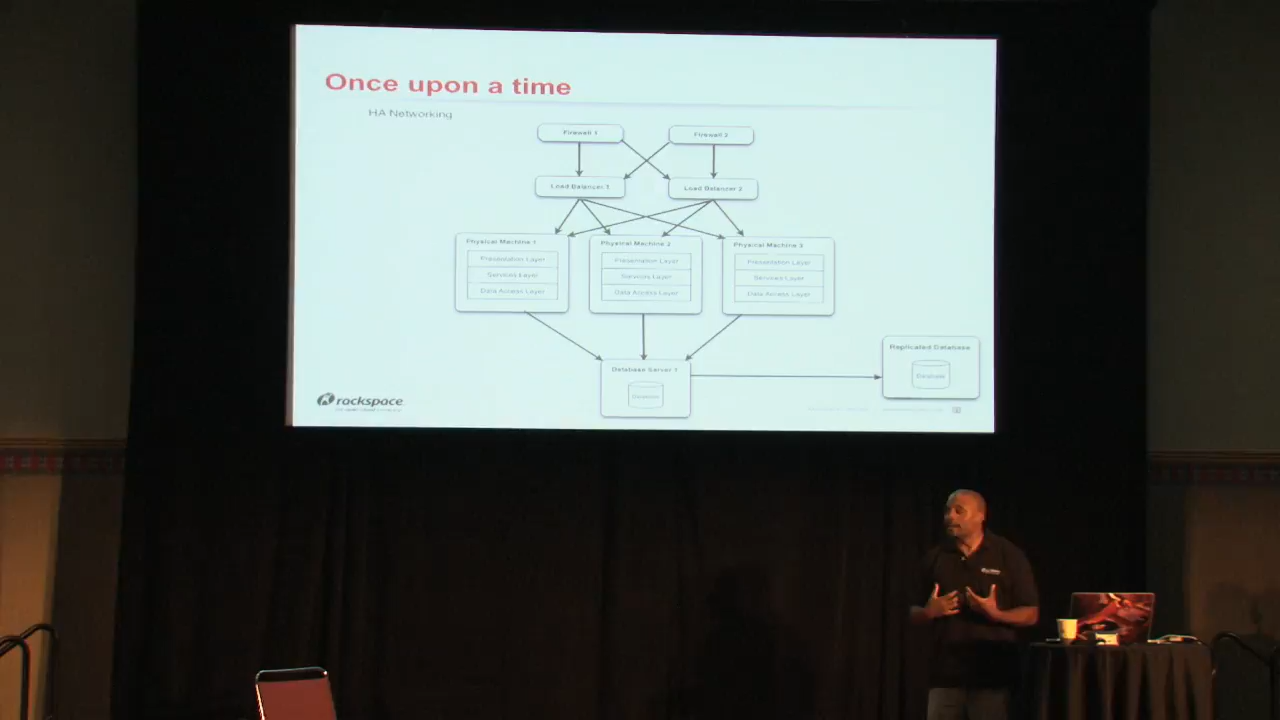 Once upon a time
HA Networking
Firewall 1
Firewall 2
Load Balancer 1
Load Balancer 2
Physical Machine 1
Presentation Layer
Services Layer
Data Access Layer
Physical Machine 2
Presentation Layer
Services Layer
Data Access Layer
Physical Machine 3
Presentation Layer
Services Layer
Data Access Layer
Database Server 1
Database
Replicated Database
Database
rackspace